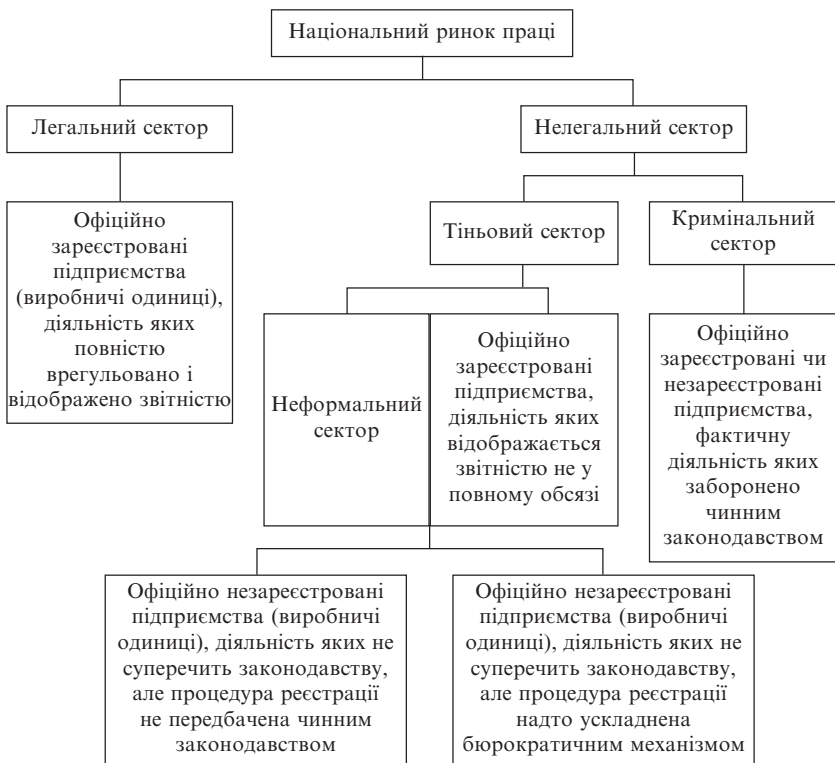 Національний ринок праці
Легальний сектор
Нелегальний сектор
Офіційно
зареєстровані
підприємства
(виробничі одиниці),
діяльність яких
повністю
врегульовано і
відображено звітністю
Тіньовий сектор
Кримінальний
сектор
Неформальний
сектор
Офіційно
зареєстровані
підприємства,
діяльність яких
відображається
звітністю не у
повному обсязі
Офіційно
зареєстровані чи
незареєстровані
підприємства,
фактичну
діяльність яких
заборонено
чинним
законодавством
Офіційно незареєстровані
підприємства (виробничі
одиниці), діяльність яких не
суперечить законодавству,
але процедура реєстрації
не передбачена чинним
законодавством
Офіційно незареєстровані
підприємства (виробничі
одиниці), діяльність яких не
суперечить законодавству,
але процедура реєстрації
надто ускладнена
бюрократичним механізмом